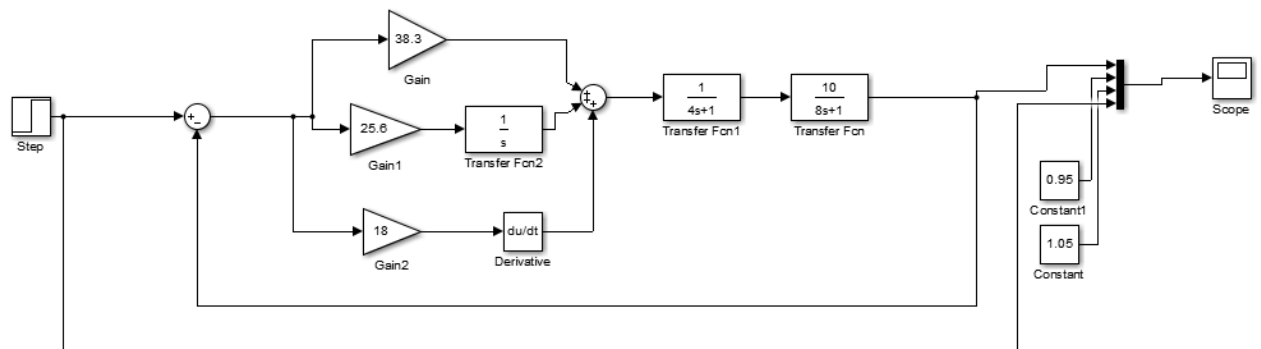 38.3
Gain
Step
+
-
25.6
Gain1
1
s
Transfer Fcn2
+
+
+
1
4s+1
Transfer Fcn1
10
8s+1
Transfer Fcn
Scope
0.95
Constant1
1.05
Constant
18
Gain2
du/dt
Derivative